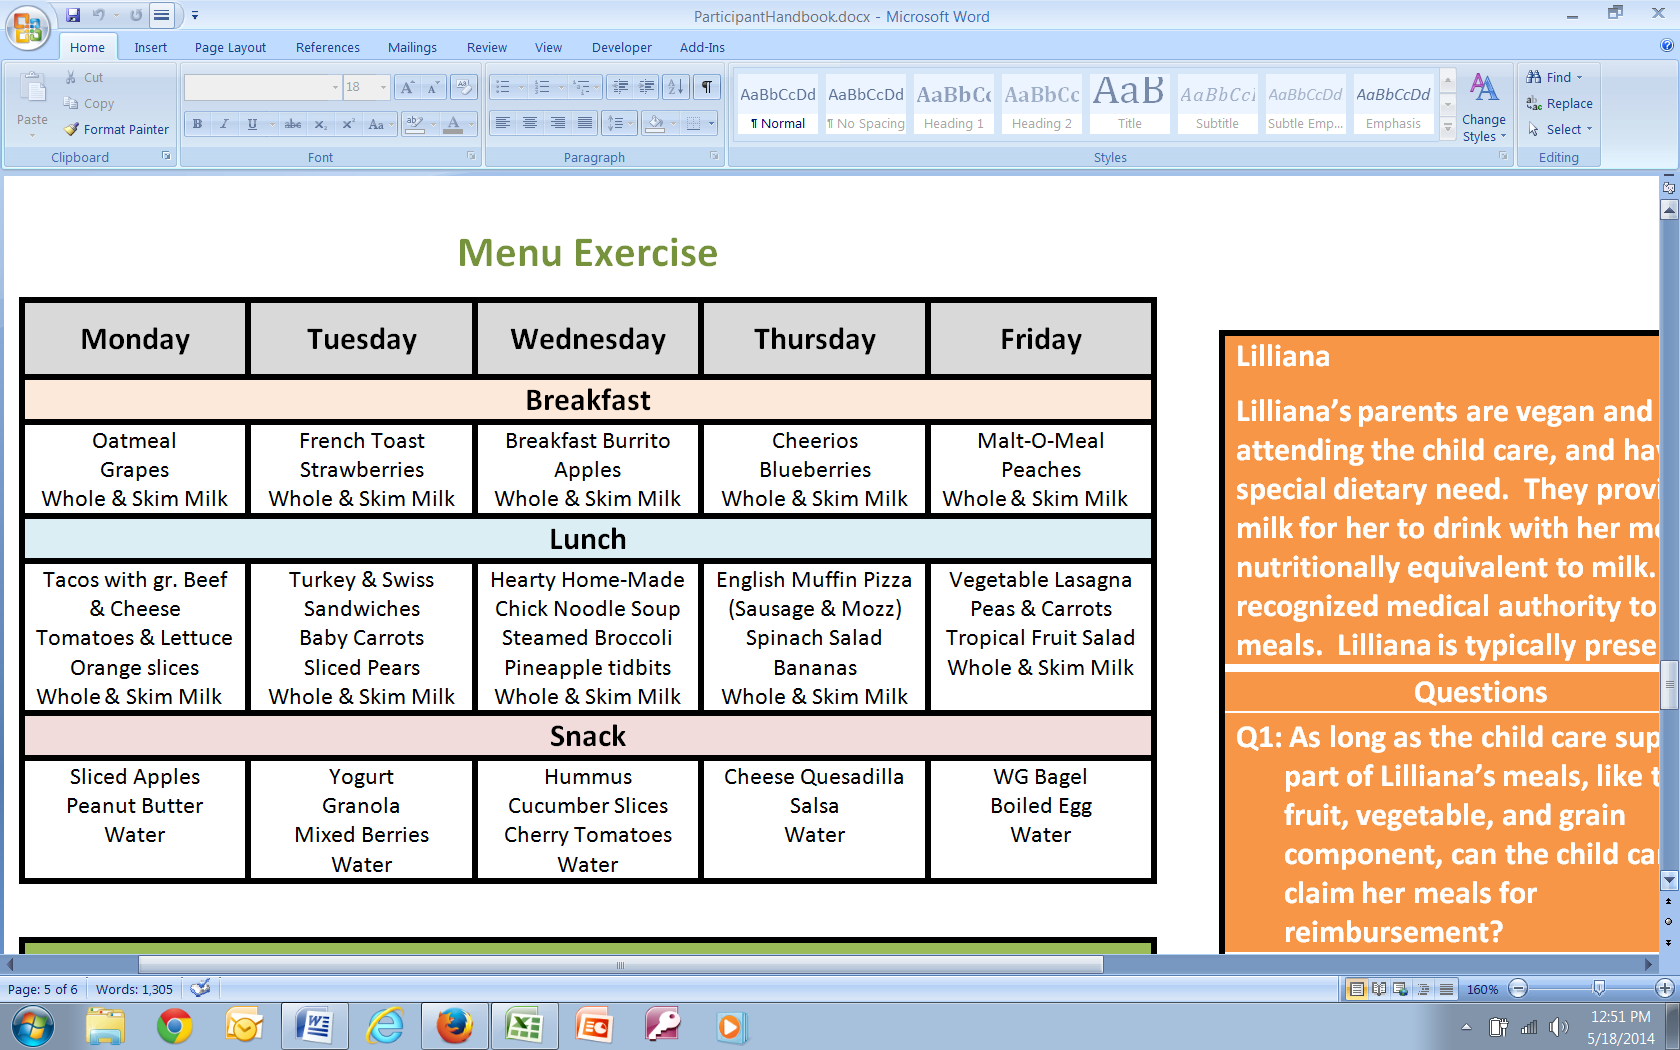 ParticipantHandbook.docx - Microsoft Word
Home Insert Page Layout References Mailings Review View Developer Add-Ins
Paste
Cut
Copy
Format Painter
Clipboard
18
Font
Paragraph
AaBbCcDd AaBbCcDd AaBbCc AaBbCc AaB AaBbCcI AaBbCcDd AaBbCcDd
¶ Normal ¶ No Spacing Heading 1 Heading 2 Title Subtitle Subtle Emp... Emphasis
Change
Styles
Styles
Find
Replace
Select
Editing
Menu Exercise
Monday Tuesday Wednesday Thursday Friday
Breakfast
Oatmeal
Grapes
Whole & Skim Milk
French Toast
Strawberries
Whole & Skim Milk
Breakfast Burrito
Apples
Whole & Skim Milk
Cheerios
Blueberries
Whole & Skim Milk
Malt-O-Meal
Peaches
Whole & Skim Milk
Lunch
Tacos with gr. Beef
& Cheese
Tomatoes & Lettuce
Orange slices
Whole & Skim Milk
Turkey & Swiss
Sandwiches
Baby Carrots
Sliced Pears
Whole & Skim Milk
Hearty Home-Made
Chick Noodle Soup
Steamed Broccoli
Pineapple tidbits
Whole & Skim Milk
English Muffin Pizza
(Sausage & Mozz)
Spinach Salad
Bananas
Whole & Skim Milk
Vegetable Lasagna
Peas & Carrots
Tropical Fruit Salad
Whole & Skim Milk
Snack
Sliced Apples
Peanut Butter
Water
Yogurt
Granola
Mixed Berries
Water
Hummus
Cucumber Slices
Cherry Tomatoes
Water
Cheese Quesadilla
Salsa
Water
WG Bagel
Boiled Egg
Water
Lilliana
Lilliana's parents are vegan and
attending the child care, and ha
special dietary need. They provi
milk for her to drink with her m
nutritionally equivalent to milk.
recognized medical authority to
meals. Lilliana is typically prese
Questions
Q1: As long as the child care sup
part of Lilliana's meals, like t
fruit, vegetable, and grain
component, can the child ca
claim her meals for
reimbursement?
Page: 5 of 6 Words: 1,305 160%
12:51 PM
5/18/2014